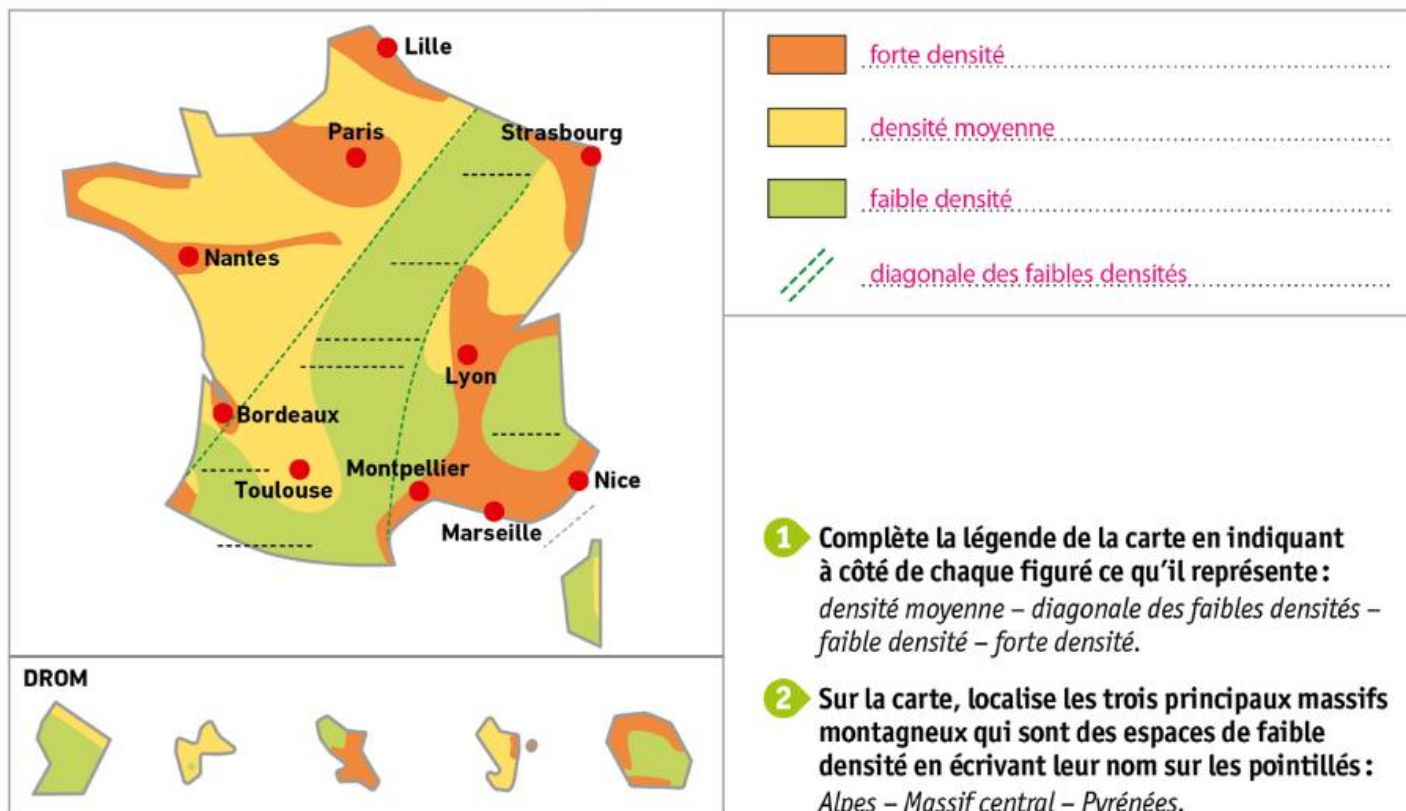 Lille
Paris
Strasbourg
Nantes
Lyon
Bordeaux
Montpellier
Toulouse
Nice
Marseille
DROM
forte densité
densité moyenne
faible densité
diagonale des faibles densités
1 Complète la légende de la carte en indiquant
à côté de chaque figuré ce qu'il représente :
densité moyenne – diagonale des faibles densités –
faible densité – forte densité.
2 Sur la carte, localise les trois principaux massifs
montagneux qui sont des espaces de faible
densité en écrivant leur nom sur les pointillés :
Alpes – Massif central – Pyrénées.